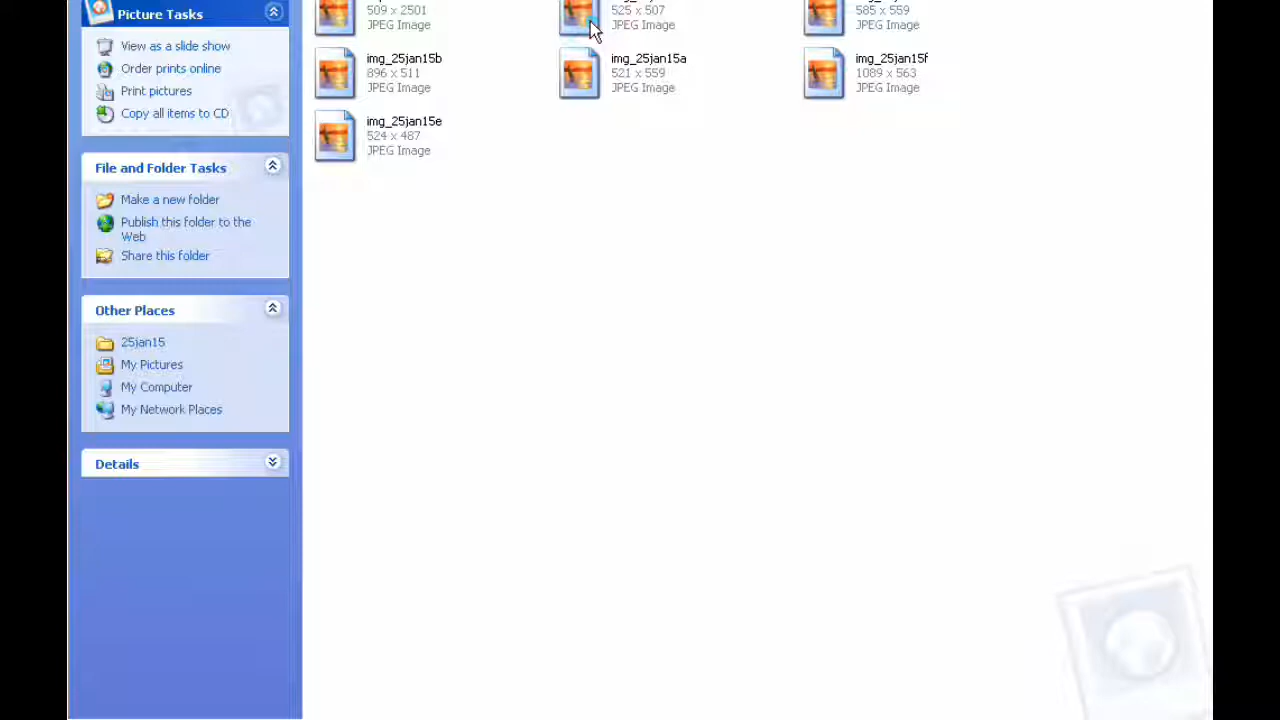 Picture Tasks
View as a slide show
Order prints online
Print pictures
Copy all items to CD
File and Folder Tasks
Make a new folder
Publish this folder to the
Web
Share this folder
Other Places
25jan15
My Pictures
My Computer
My Network Places
Details
509 x 2501
JPEG Image
525 x 507
JPEG Image
585 x 559
JPEG Image
img_25jan15b
896 x 511
JPEG Image
img_25jan15a
521 x 559
JPEG Image
img_25jan15f
1089 x 563
JPEG Image
img_25jan15e
524 x 487
JPEG Image